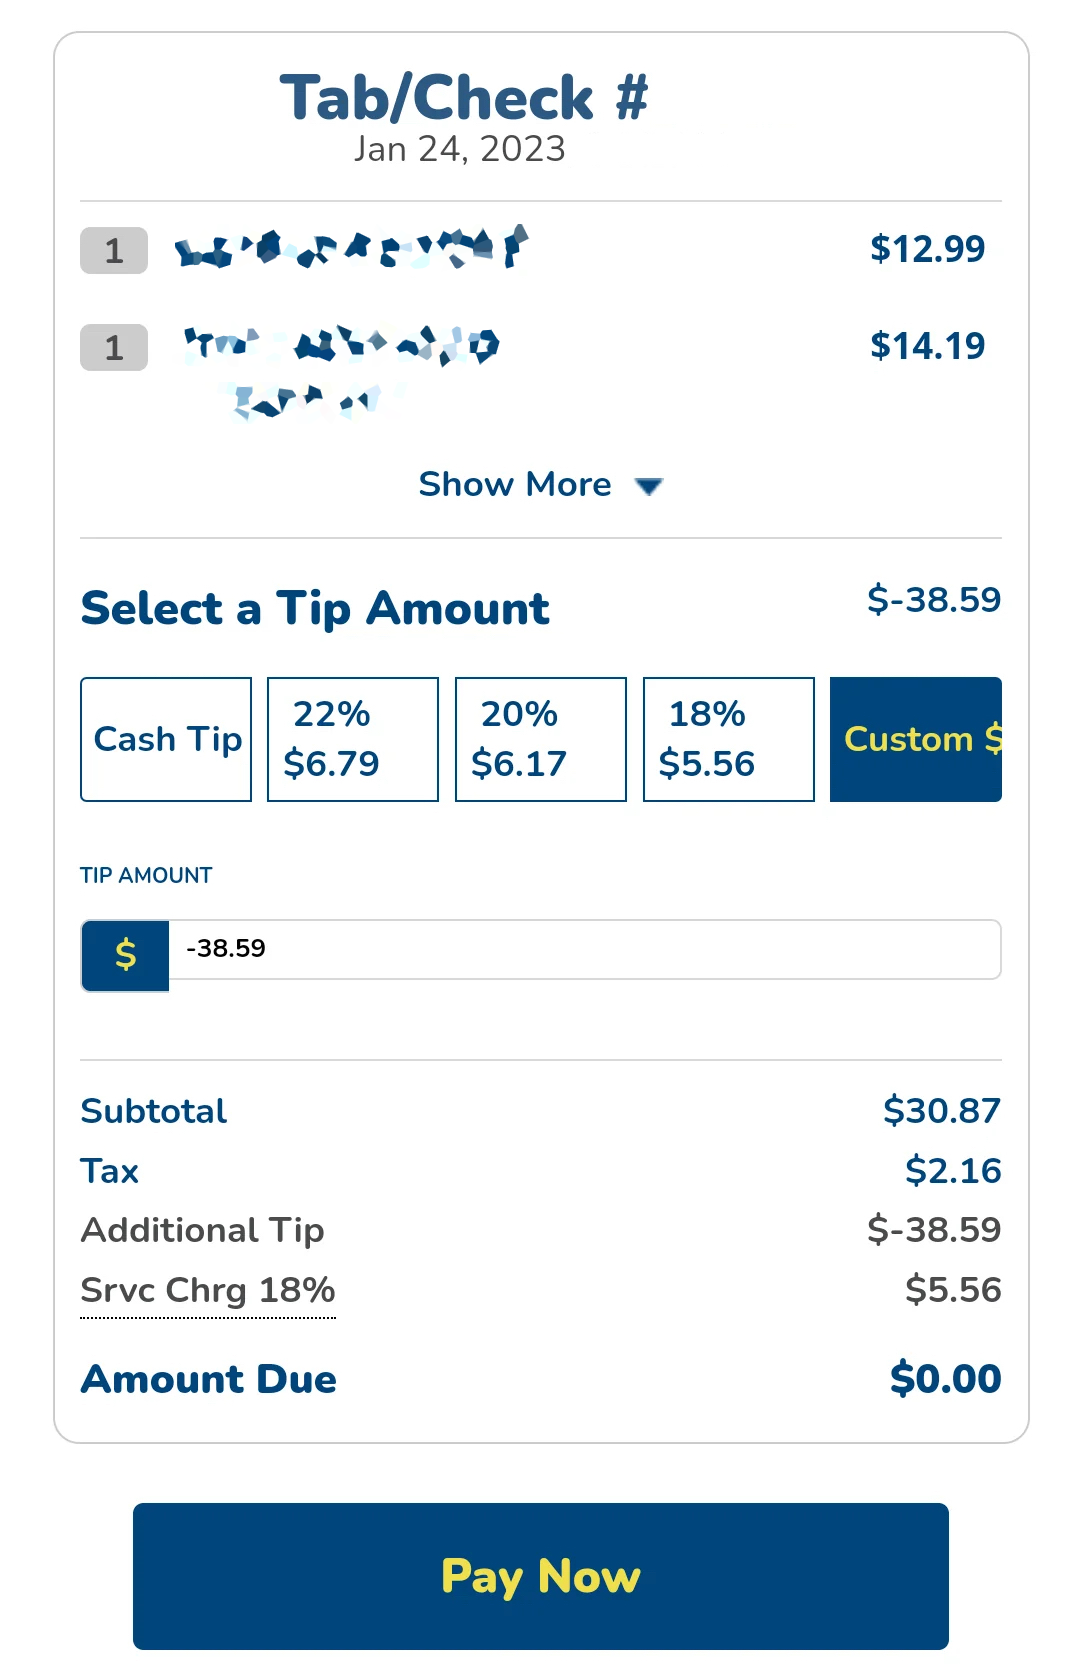 Tab/Check #
Jan 24, 2023
1 $12.99
1 $14.19
Show More
Select a Tip Amount $-38.59
Cash Tip 22% $6.79 20% $6.17 18% $5.56 Custom $
TIP AMOUNT
$ -38.59
Subtotal $30.87
Tax $2.16
Additional Tip $-38.59
Srvc Chrg 18% $5.56
Amount Due $0.00
Pay Now